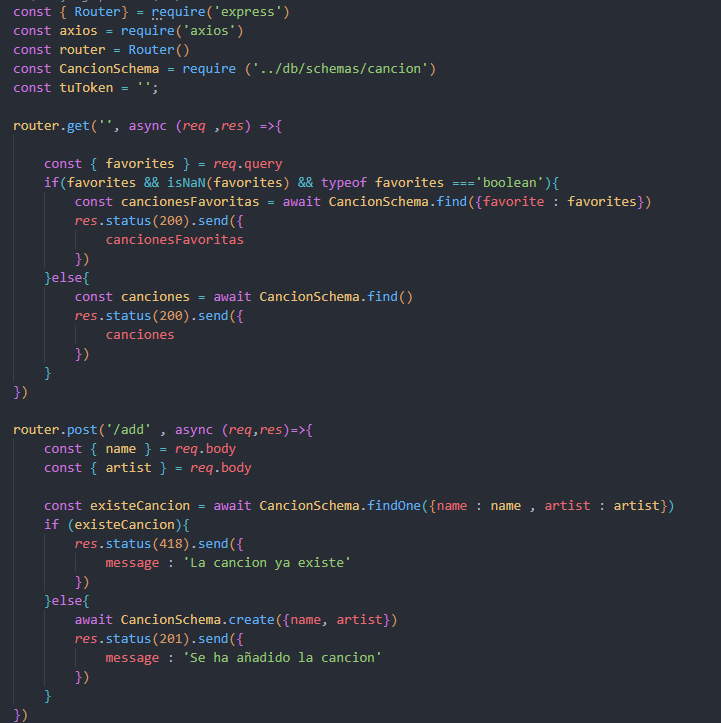 const { Router} = require('express')
const axios = require('axios')
const router = Router()
const CancionSchema = require ('../db/schemas/cancion')
const tuToken = '';
router.get('', async (req ,res) =>{
const { favorites } = req.query
if(favorites && isNaN(favorites) && typeof favorites ==='boolean'){
const cancionesFavoritas = await CancionSchema.find({favorite : favorites})
res.status(200).send({
cancionesFavoritas
})
}else{
const canciones = await CancionSchema.find()
res.status(200).send({
canciones
})
}
})
router.post('/add' , async (req,res)=>{
const { name } = req.body
const { artist } = req.body
const existeCancion = await CancionSchema.findOne({name : name , artist : artist})
if (existeCancion){
res.status(418).send({
message : 'La cancion ya existe'
})
}else{
await CancionSchema.create({name, artist})
res.status(201).send({
message : 'Se ha añadido la cancion'
})
}
})